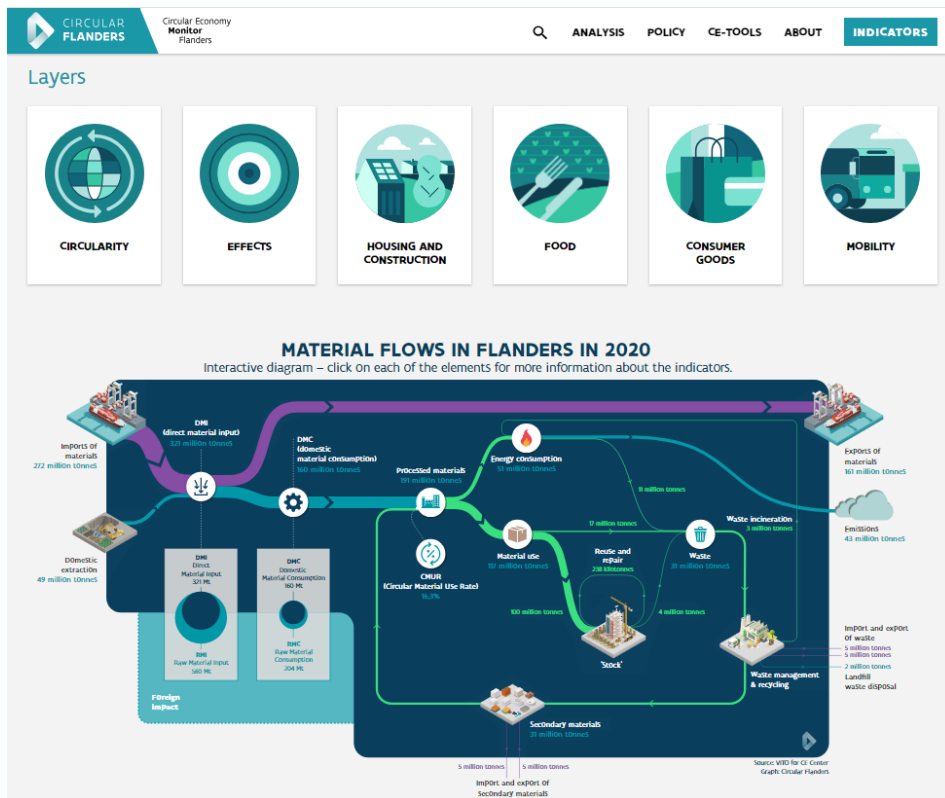 CIRCULAR
FLANDERS
Circular Economy
Monitor
Flanders
ANALYSIS
POLICY
CE-TOOLS
ABOUT
INDICATORS
Layers
CIRCULARITY
EFFECTS
HOUSING AND
CONSTRUCTION
FOOD
CONSUMER
GOODS
MOBILITY
MATERIAL FLOWS IN FLANDERS IN 2020
Interactive diagram – click on each of the elements for more information about the indicators.
Imports of
materials
272 million tonnes
DMI
(direct material input)
321 million tonnes
DMC
(domestic
material consumption)
160 million tonnes
Processed materials
191 million tonnes
Energy consumption
53 million tonnes
Exports of
materials
161 million tonnes
11 million tonnes
Waste incineration
3 million tonnes
Emissions
43 million tonnes
Domestic
extraction
49 million tonnes
17 million tonnes
Material use
117 million tonnes
Reuse and
repair
238 kilotonnes
Waste
31 million tonnes
CMUR
(Circular Material Use Rate)
16,3%
DMI
Direct
Material Input
321 Mt
RMI
Raw Material Input
560 Mt
DMC
Domestic
Material Consumption
160 Mt
RMC
Raw Material
Consumption
204 Mt
100 million tonnes
4 million tonnes
'Stock'
Import and export
of waste
5 million tonnes
5 million tonnes
2 million tonnes
Landfill
waste disposal
Waste management
& recycling
Foreign
impact
Secondary materials
31 million tonnes
5 million tonnes
5 million tonnes
Import and export of
Secondary materials
Source: VITO for CE Center
Graph: Circular Flanders